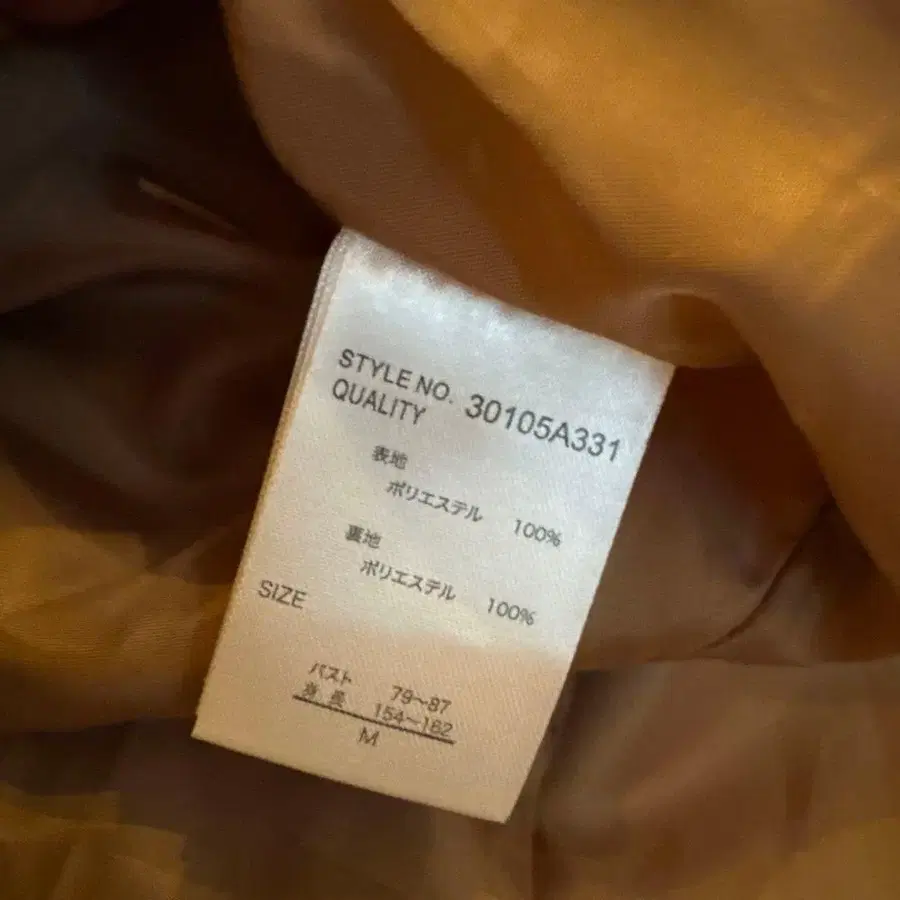 STYLE NO. 30105A331
QUALITY
表地
ポリエステル 100%
裏地
ポリエステル 100%
SIZE
バスト 79〜87
身長 154〜162
M